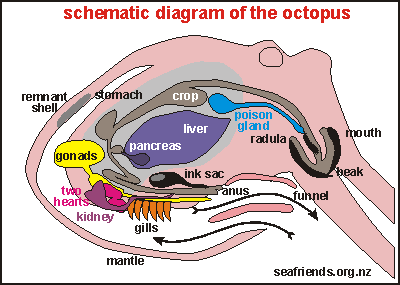 schematic diagram of the octopus
remnant
shell
stomach
crop
poison
gland
mouth
radula
beak
liver
pancreas
gonads
ink sac
two
hearts
kidney
anus
funnel
gills
mantle
seafriends.org.nz